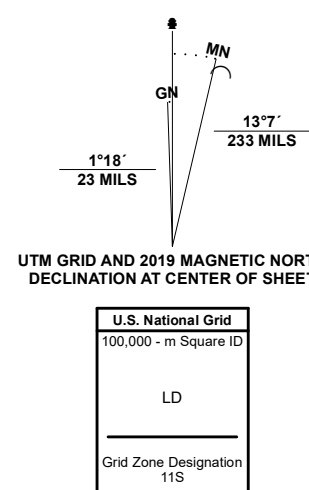 MN
GN
13°7´
233 MILS
1°18´
23 MILS
UTM GRID AND 2019 MAGNETIC NORT
DECLINATION AT CENTER OF SHEET
U.S. National Grid
100,000 - m Square ID
LD
Grid Zone Designation
11S